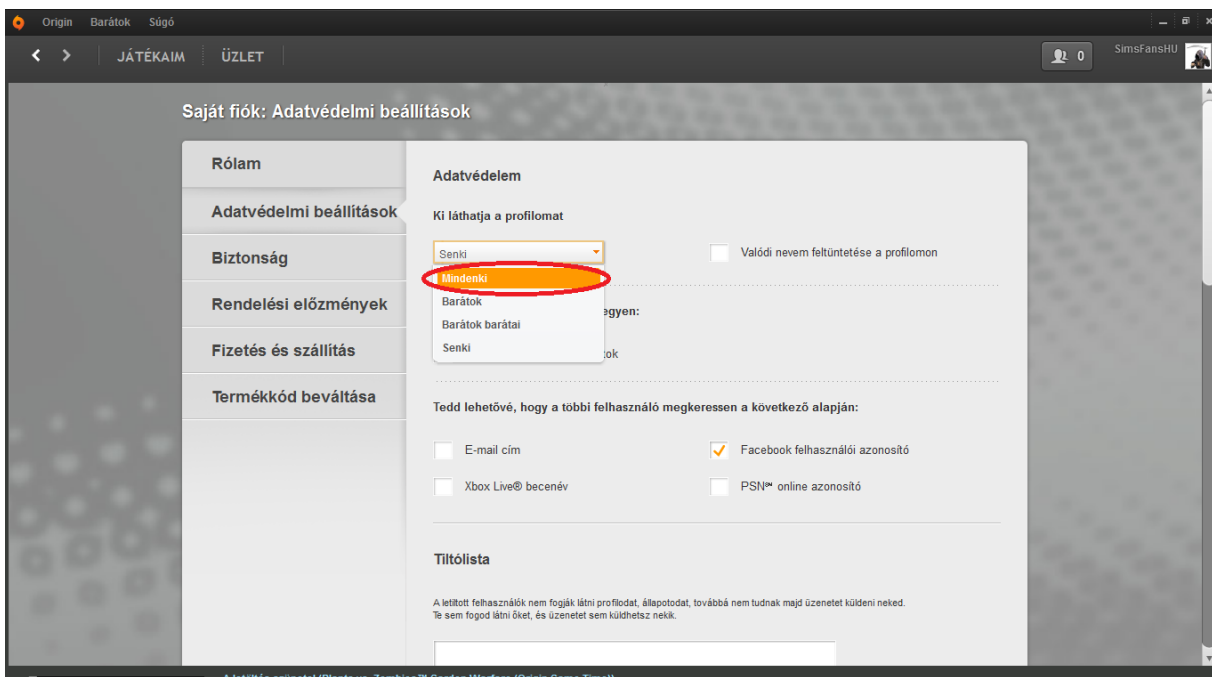 Origin Barátok Súgó
JÁTÉKAIM ÜZLET
0 SimsFansHU
Saját fiók: Adatvédelmi beállítások
Rólam
Adatvédelmi beállítások
Biztonság
Rendelési előzmények
Fizetés és szállítás
Termékkód beváltása
Adatvédelem
Ki láthatja a profilomat
Senki
Valódi nevem feltüntetése a profilomon
Mindenki
Barátok
Barátok barátai
Senki
egyen:
tok
Tedd lehetővé, hogy a többi felhasználó megkeressen a következő alapján:
E-mail cím
Facebook felhasználói azonosító
Xbox Live® becenév
PSN℠ online azonosító
Tiltólista
A letiltott felhasználók nem fogják látni profilodat, állapotodat, továbbá nem tudnak majd üzenetet küldeni neked.
Te sem fogod látni őket, és üzenetet sem küldhetsz nekik.